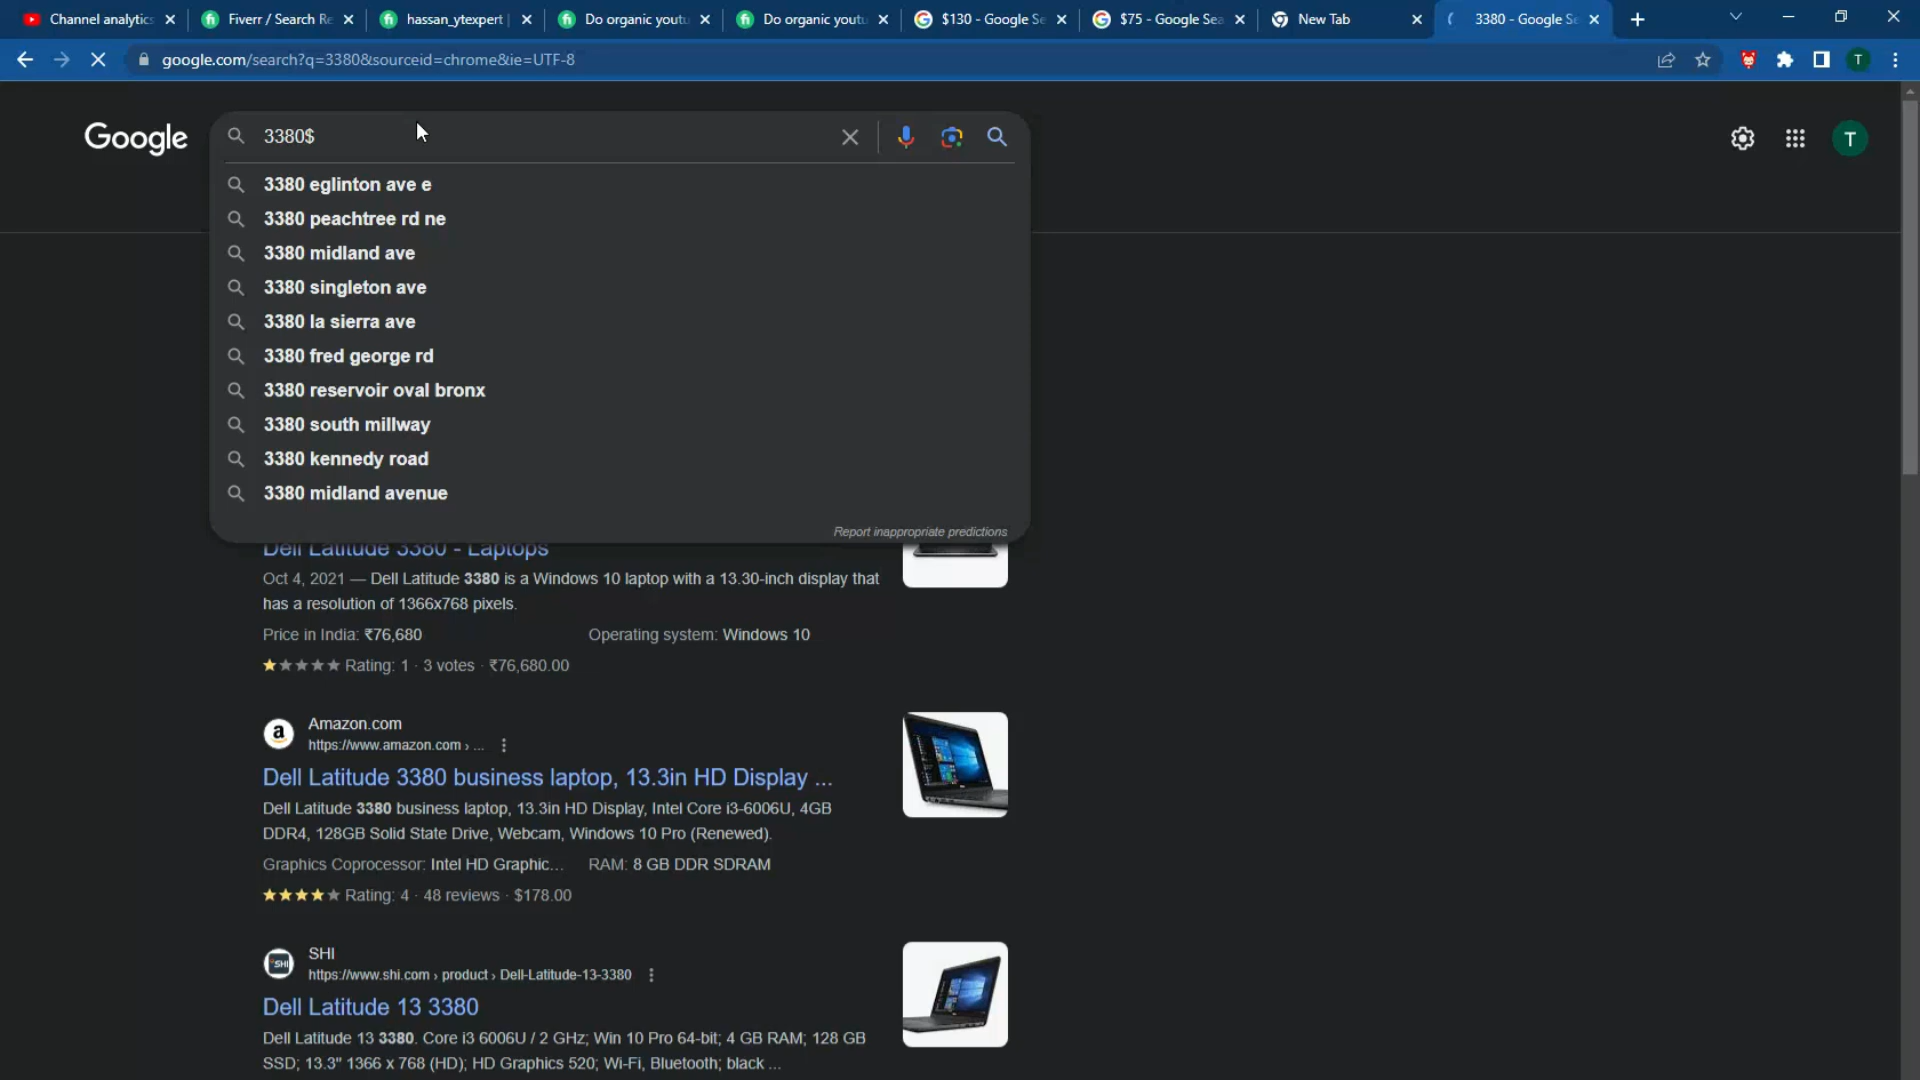 Channel analytics
Fiverr / Search Re
hassan_ytexpert |
Do organic youtu
Do organic youtu
$130 - Google Se
$75 - Google Sea
New Tab
3380 - Google Se
google.com/search?q=3380&sourceid=chrome&ie=UTF-8
T
Google
3380$
T
3380 eglinton ave e
3380 peachtree rd ne
3380 midland ave
3380 singleton ave
3380 la sierra ave
3380 fred george rd
3380 reservoir oval bronx
3380 south millway
3380 kennedy road
3380 midland avenue
Report inappropriate predictions
Dell Latitude 3380 - Laptops
Oct 4, 2021 — Dell Latitude 3380 is a Windows 10 laptop with a 13.30-inch display that
has a resolution of 1366x768 pixels.
Price in India: ₹76,680 Operating system: Windows 10
Rating: 1 · 3 votes · ₹76,680.00
a
Amazon.com
https://www.amazon.com › ...
Dell Latitude 3380 business laptop, 13.3in HD Display ...
Dell Latitude 3380 business laptop, 13.3in HD Display, Intel Core i3-6006U, 4GB
DDR4, 128GB Solid State Drive, Webcam, Windows 10 Pro (Renewed).
Graphics Coprocessor: Intel HD Graphic... RAM: 8 GB DDR SDRAM
Rating: 4 · 48 reviews · $178.00
SHI
SHI
https://www.shi.com › product › Dell-Latitude-13-3380
Dell Latitude 13 3380
Dell Latitude 13 3380. Core i3 6006U / 2 GHz; Win 10 Pro 64-bit; 4 GB RAM; 128 GB
SSD; 13.3" 1366 x 768 (HD); HD Graphics 520; Wi-Fi, Bluetooth; black ...